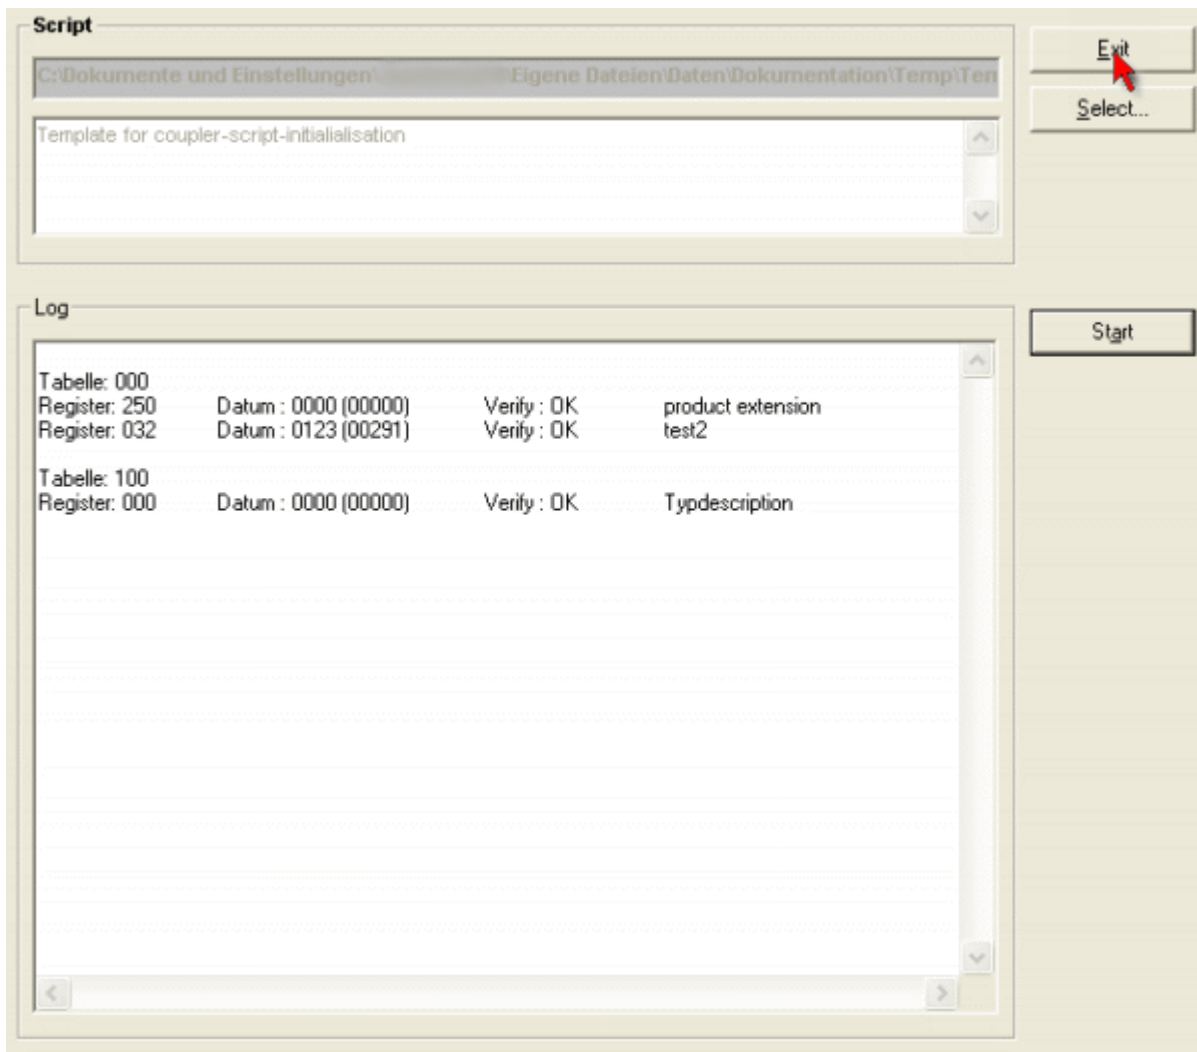 Script
C:\Dokumente und Einstellungen\ \Eigene Dateien\Daten\Dokumentation\Temp\Tem
Exit
Select...
Template for coupler-script-initialialisation
Log
Start
Tabelle: 000
Register: 250 Datum : 0000 (00000) Verify : OK product extension
Register: 032 Datum : 0123 (00291) Verify : OK test2
Tabelle: 100
Register: 000 Datum : 0000 (00000) Verify : OK Typdescription